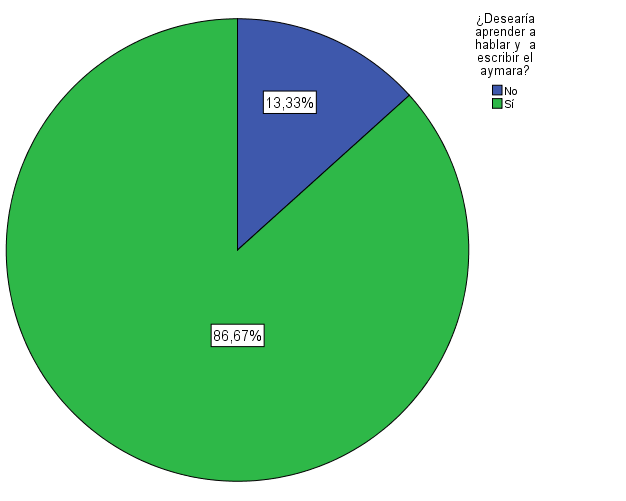 ¿Desearía
aprender a
hablar y a
escribir el
aymara?
No
Sí
13,33%
86,67%